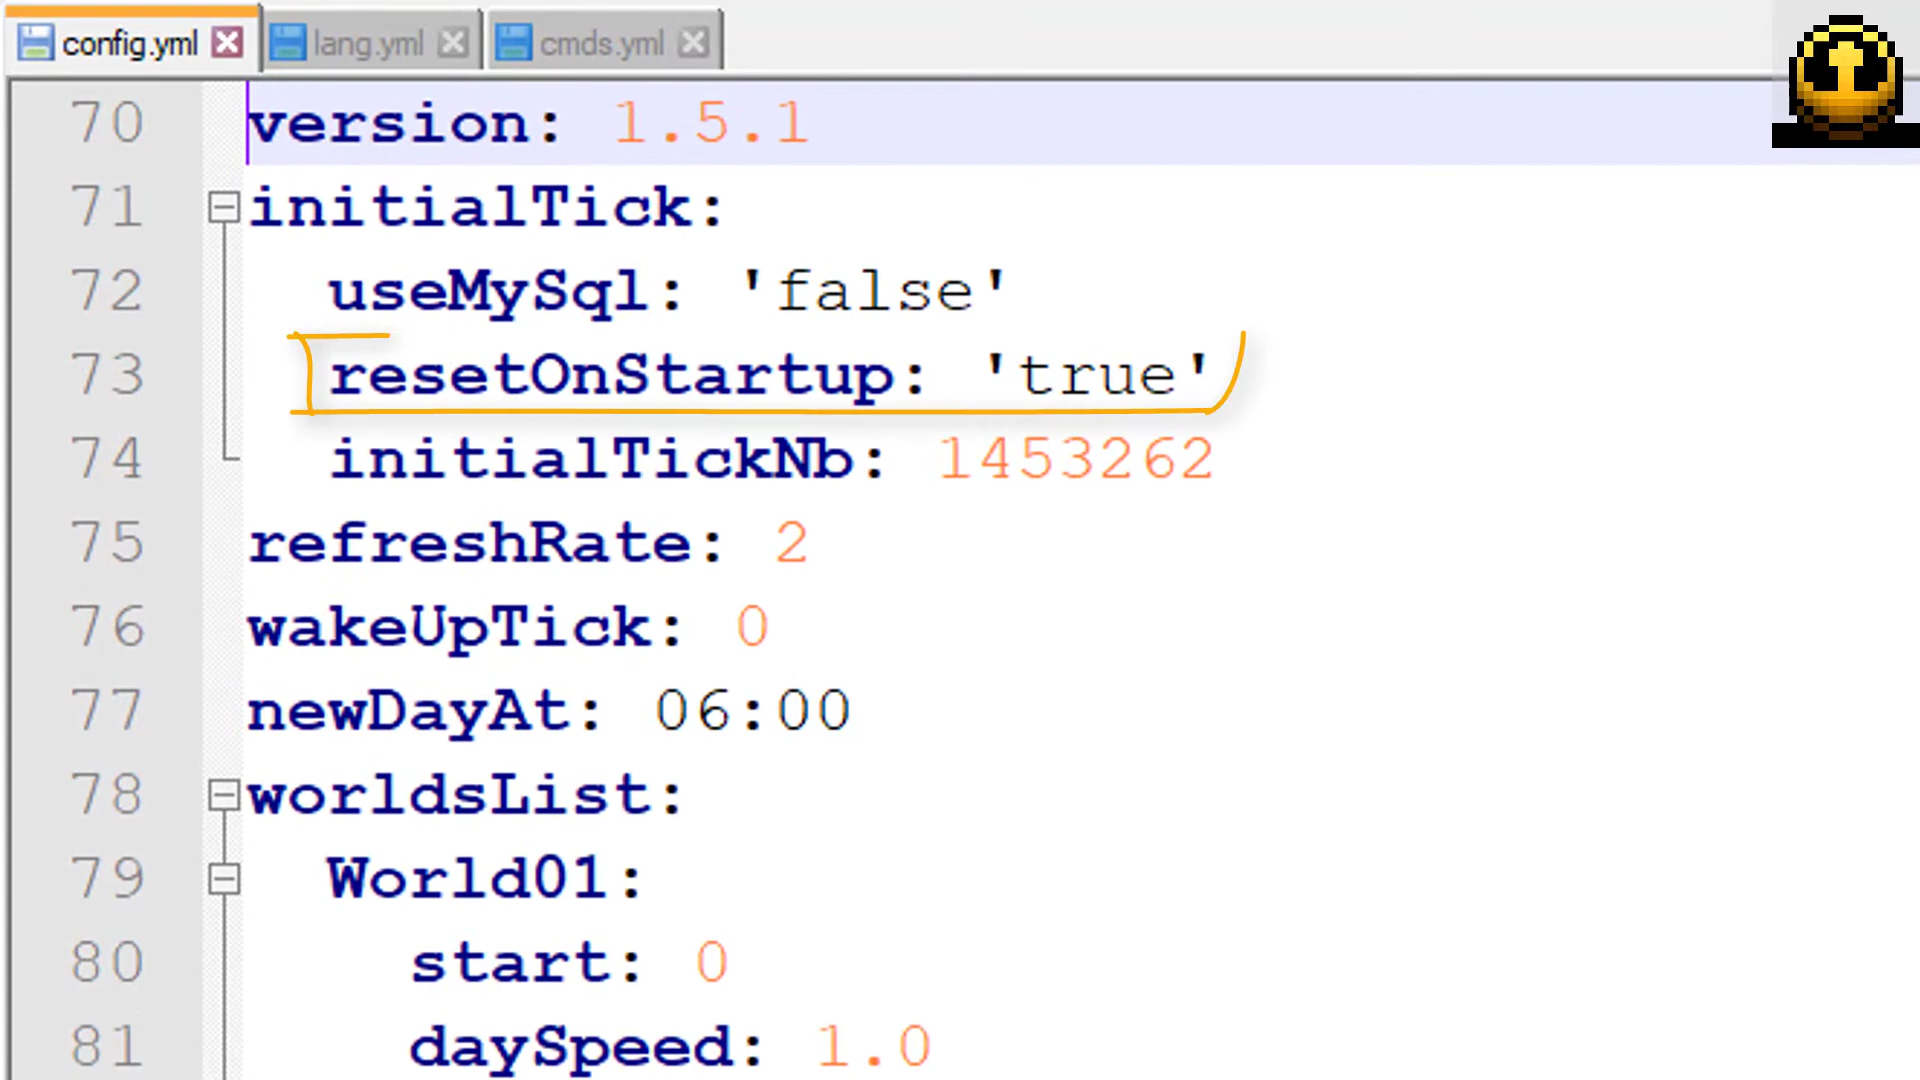 config.yml lang.yml cmds.yml
70 version: 1.5.1
71 initialTick:
72 useMySql: 'false'
73 resetOnStartup: 'true'
74 initialTickNb: 1453262
75 refreshRate: 2
76 wakeUpTick: 0
77 newDayAt: 06:00
78 worldsList:
79 World01:
80 start: 0
81 daySpeed: 1.0